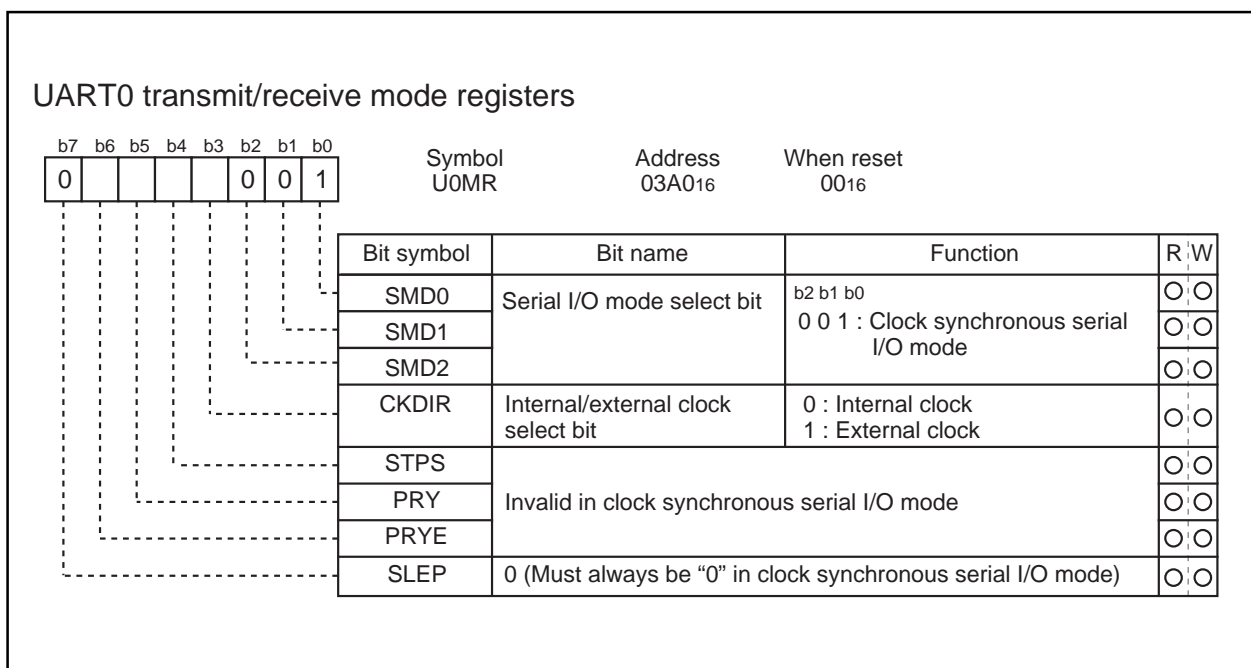 UART0 transmit/receive mode registers
b7 b6 b5 b4 b3 b2 b1 b0
0 0 0 1
Symbol Address When reset
U0MR 03A016 0016
Bit symbol Bit name Function R W
SMD0 Serial I/O mode select bit b2 b1 b0
SMD1 0 0 1 : Clock synchronous serial
I/O mode
SMD2
CKDIR Internal/external clock 0 : Internal clock
select bit 1 : External clock
STPS
PRY Invalid in clock synchronous serial I/O mode
PRYE
SLEP 0 (Must always be “0” in clock synchronous serial I/O mode)